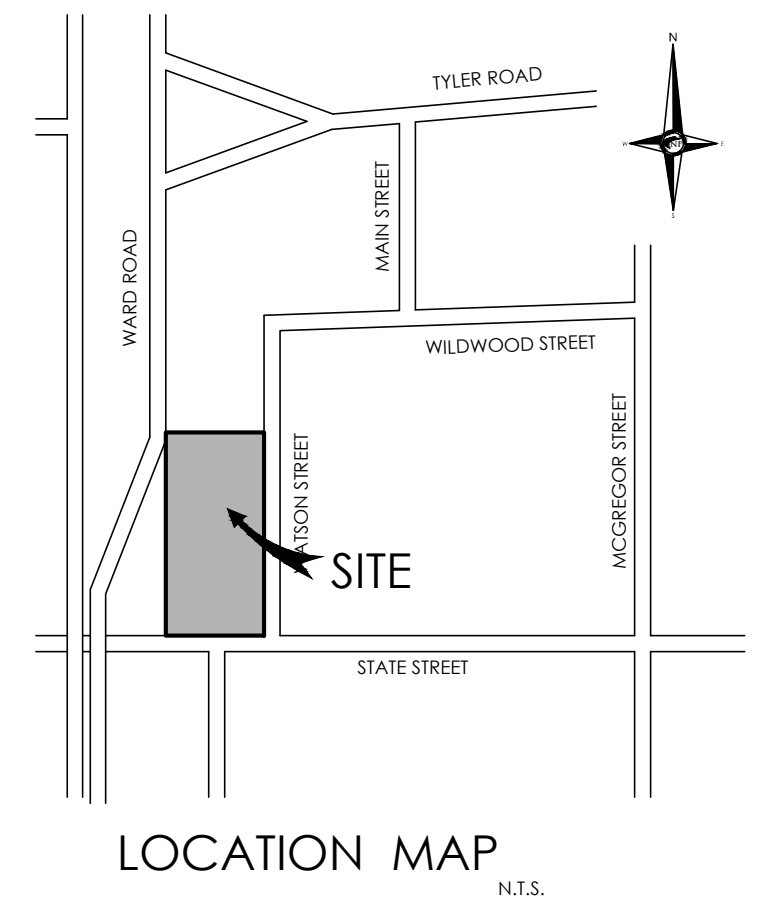 N
TYLER ROAD
W
E
S
MAIN STREET
WARD ROAD
WILDWOOD STREET
MCGREGOR STREET
ATSON STREET
SITE
STATE STREET
LOCATION MAP
N.T.S.